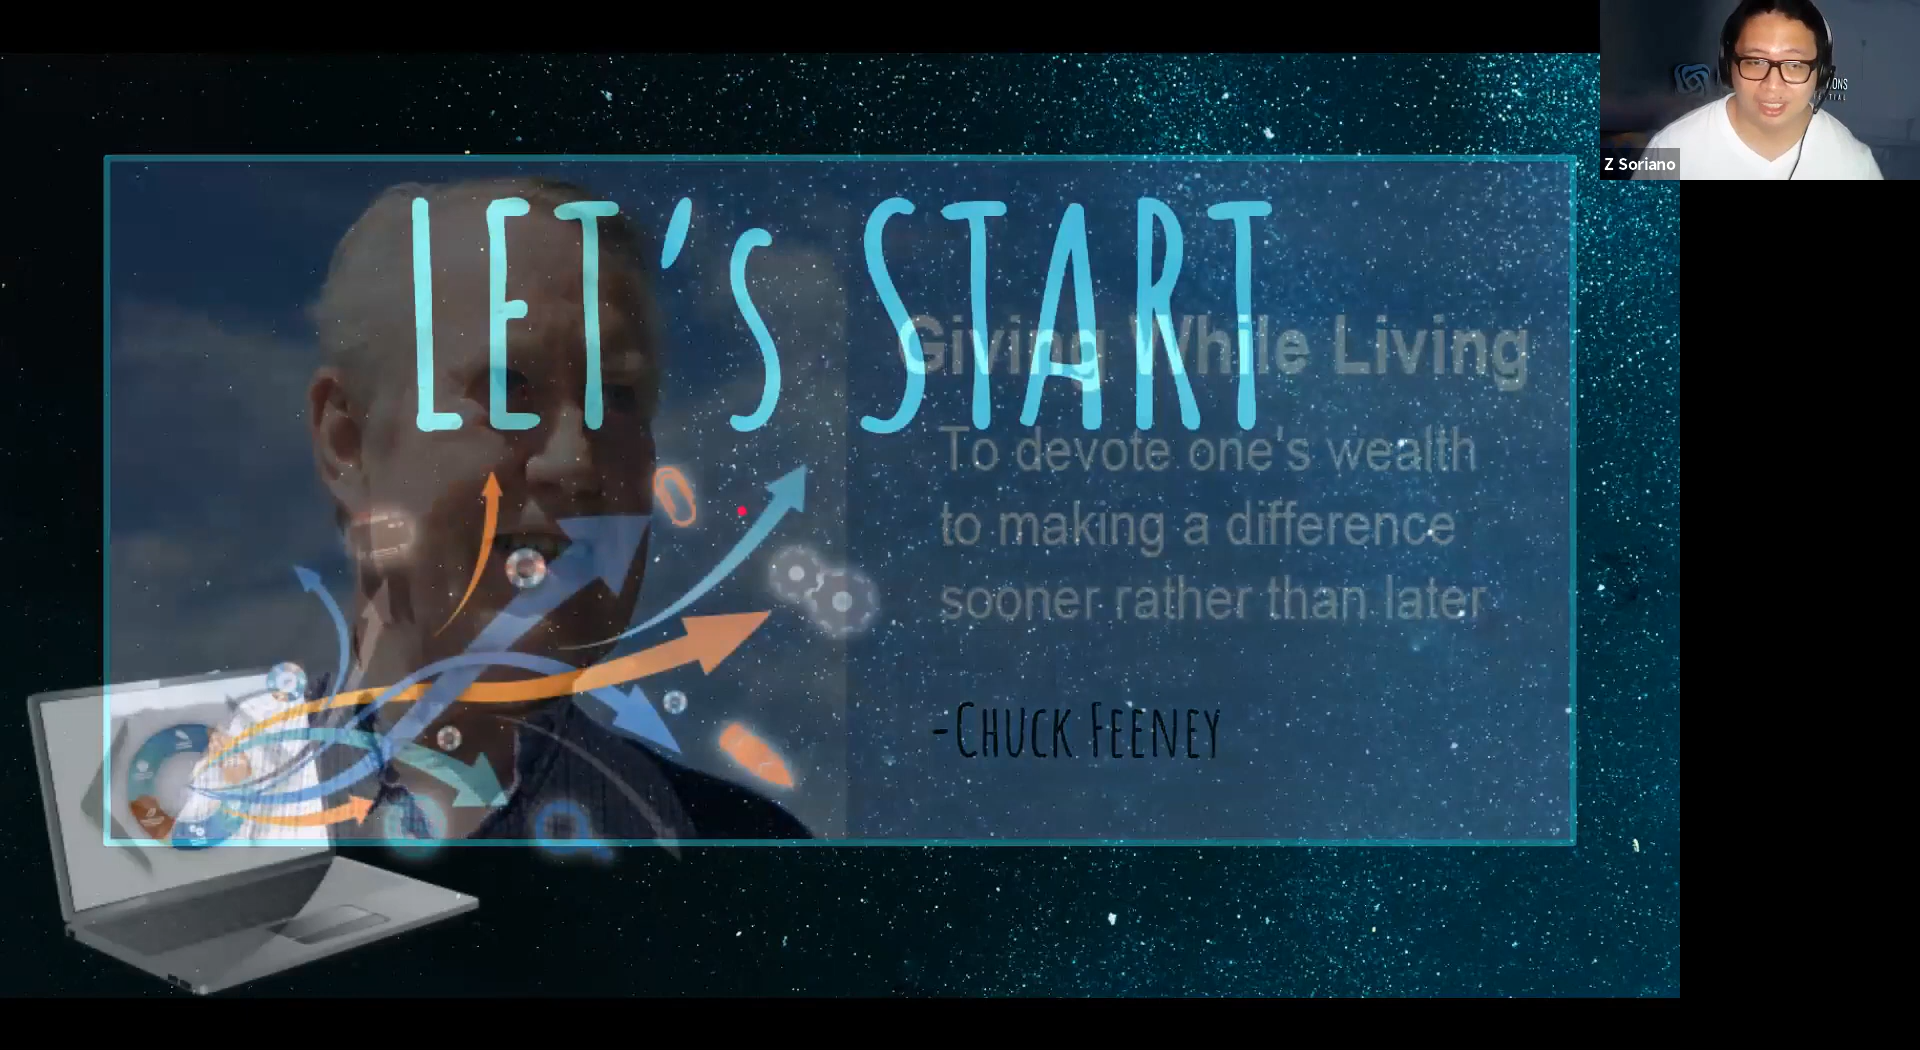 LET's START
Giving While Living
To devote one's wealth
to making a difference
sooner rather than later
-CHUCK FEENEY
Z Soriano